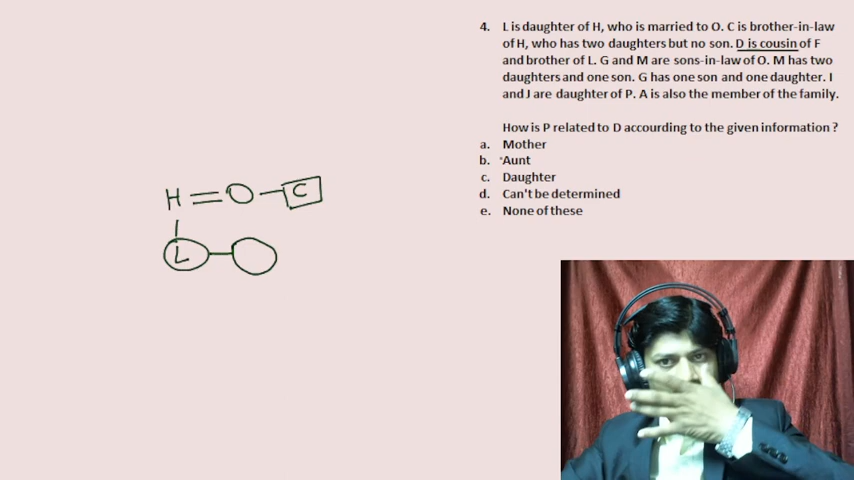 4. L is daughter of H, who is married to O. C is brother-in-law
of H, who has two daughters but no son. D is cousin of F
and brother of L. G and M are sons-in-law of O. M has two
daughters and one son. G has one son and one daughter. I
and J are daughter of P. A is also the member of the family.
How is P related to D accourding to the given information ?
a. Mother
b. Aunt
c. Daughter
d. Can't be determined
e. None of these
H O C
L